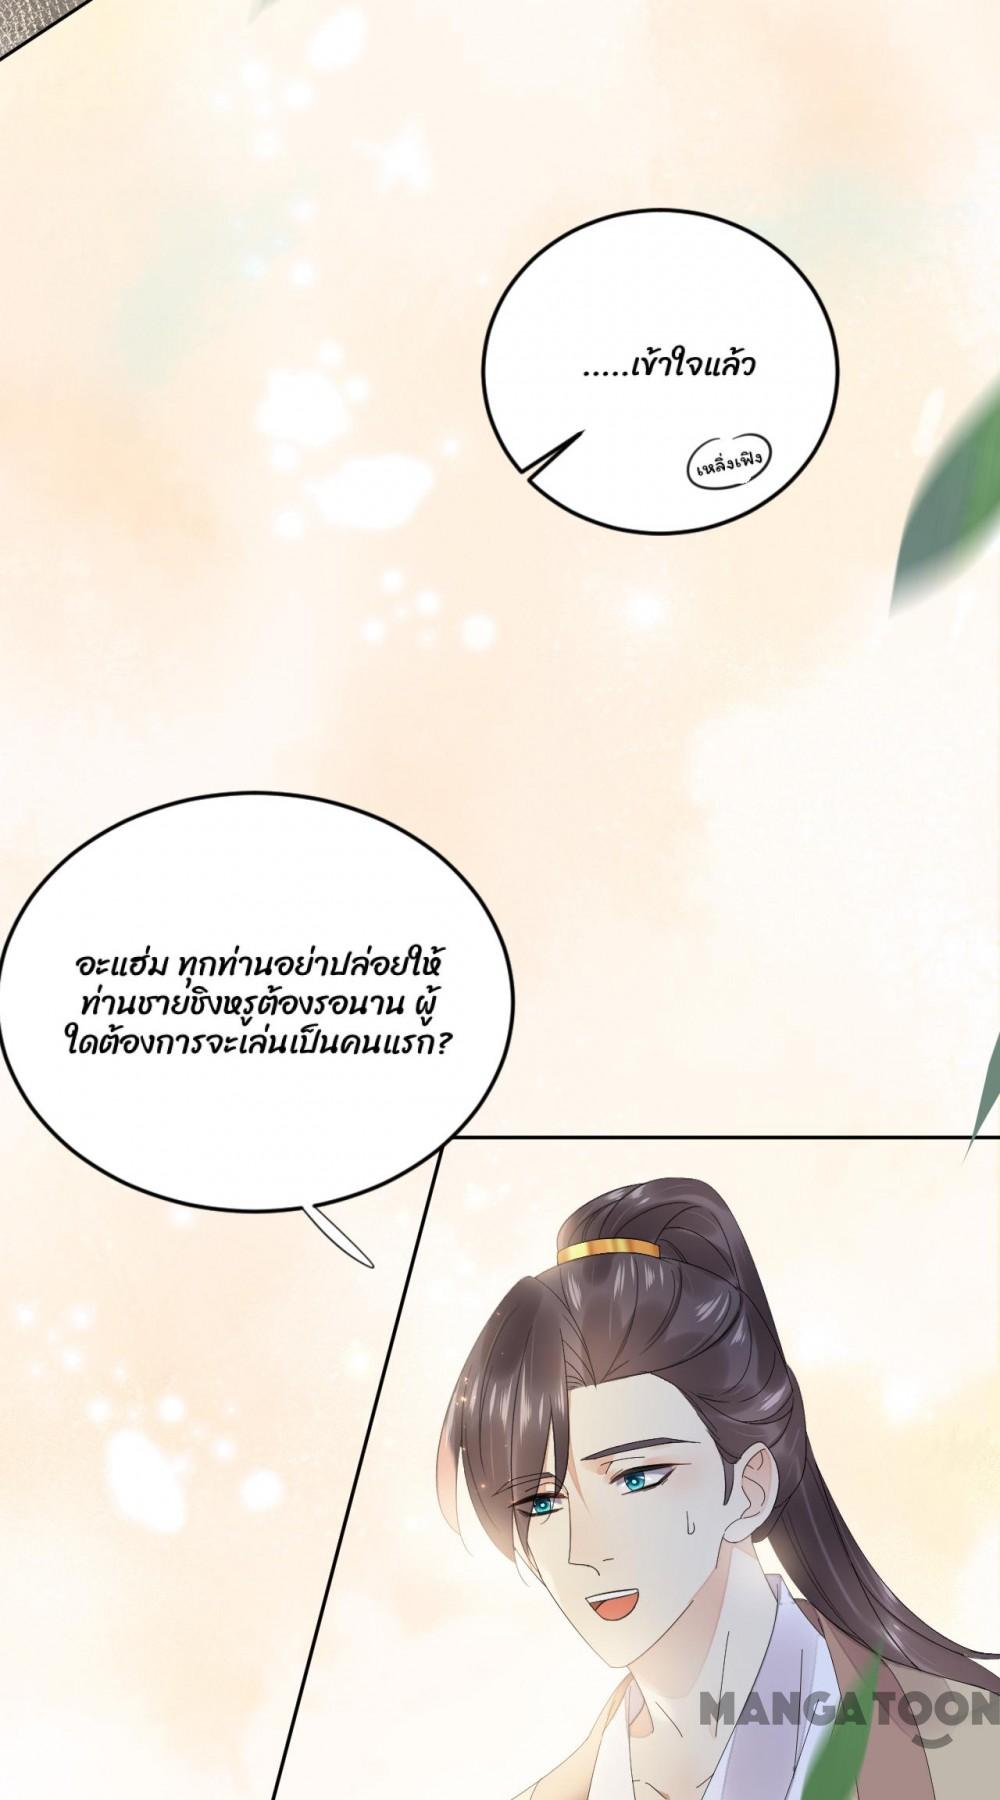 .....เข้าใจแล้ว
เหลิ่งเฟิง
อะแฮ่ม ทุกท่านอย่าปล่อยให้
ท่านชายชิงหรูต้องรอนาน ผู้
ใดต้องการจะเล่นเป็นคนแรก?
MANGATOON